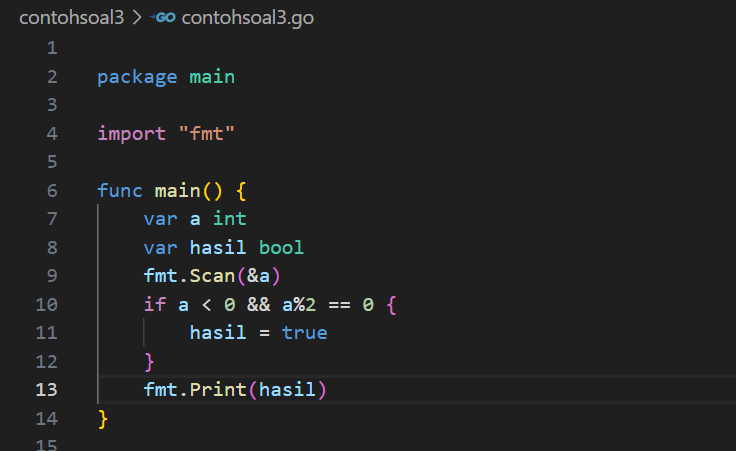 contohsoal3 > GO contohsoal3.go
1
2 package main
3
4 import "fmt"
5
6 func main() {
7     var a int
8     var hasil bool
9     fmt.Scan(&a)
10     if a < 0 && a%2 == 0 {
11         hasil = true
12     }
13     fmt.Print(hasil)
14 }
15